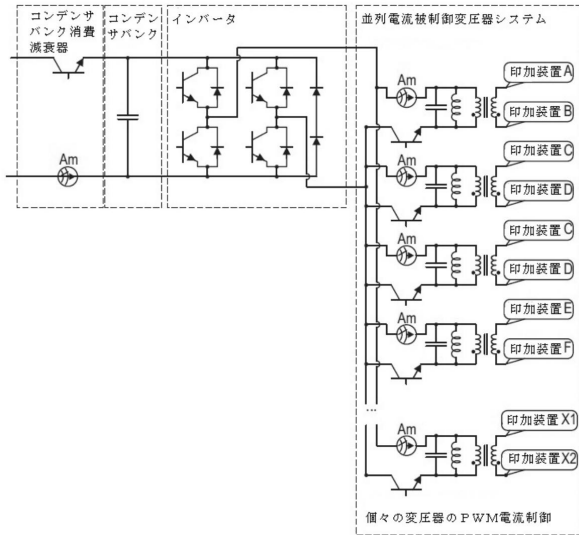 コンデンサ
バンク消費
減衰器
コンデン
サバンク
インバータ
並列電流被制御変圧器システム
Am
Am
印加装置A
印加装置B
Am
印加装置C
印加装置D
Am
印加装置C
印加装置D
Am
印加装置E
印加装置F
...
Am
印加装置X1
印加装置X2
個々の変圧器のPWM電流制御